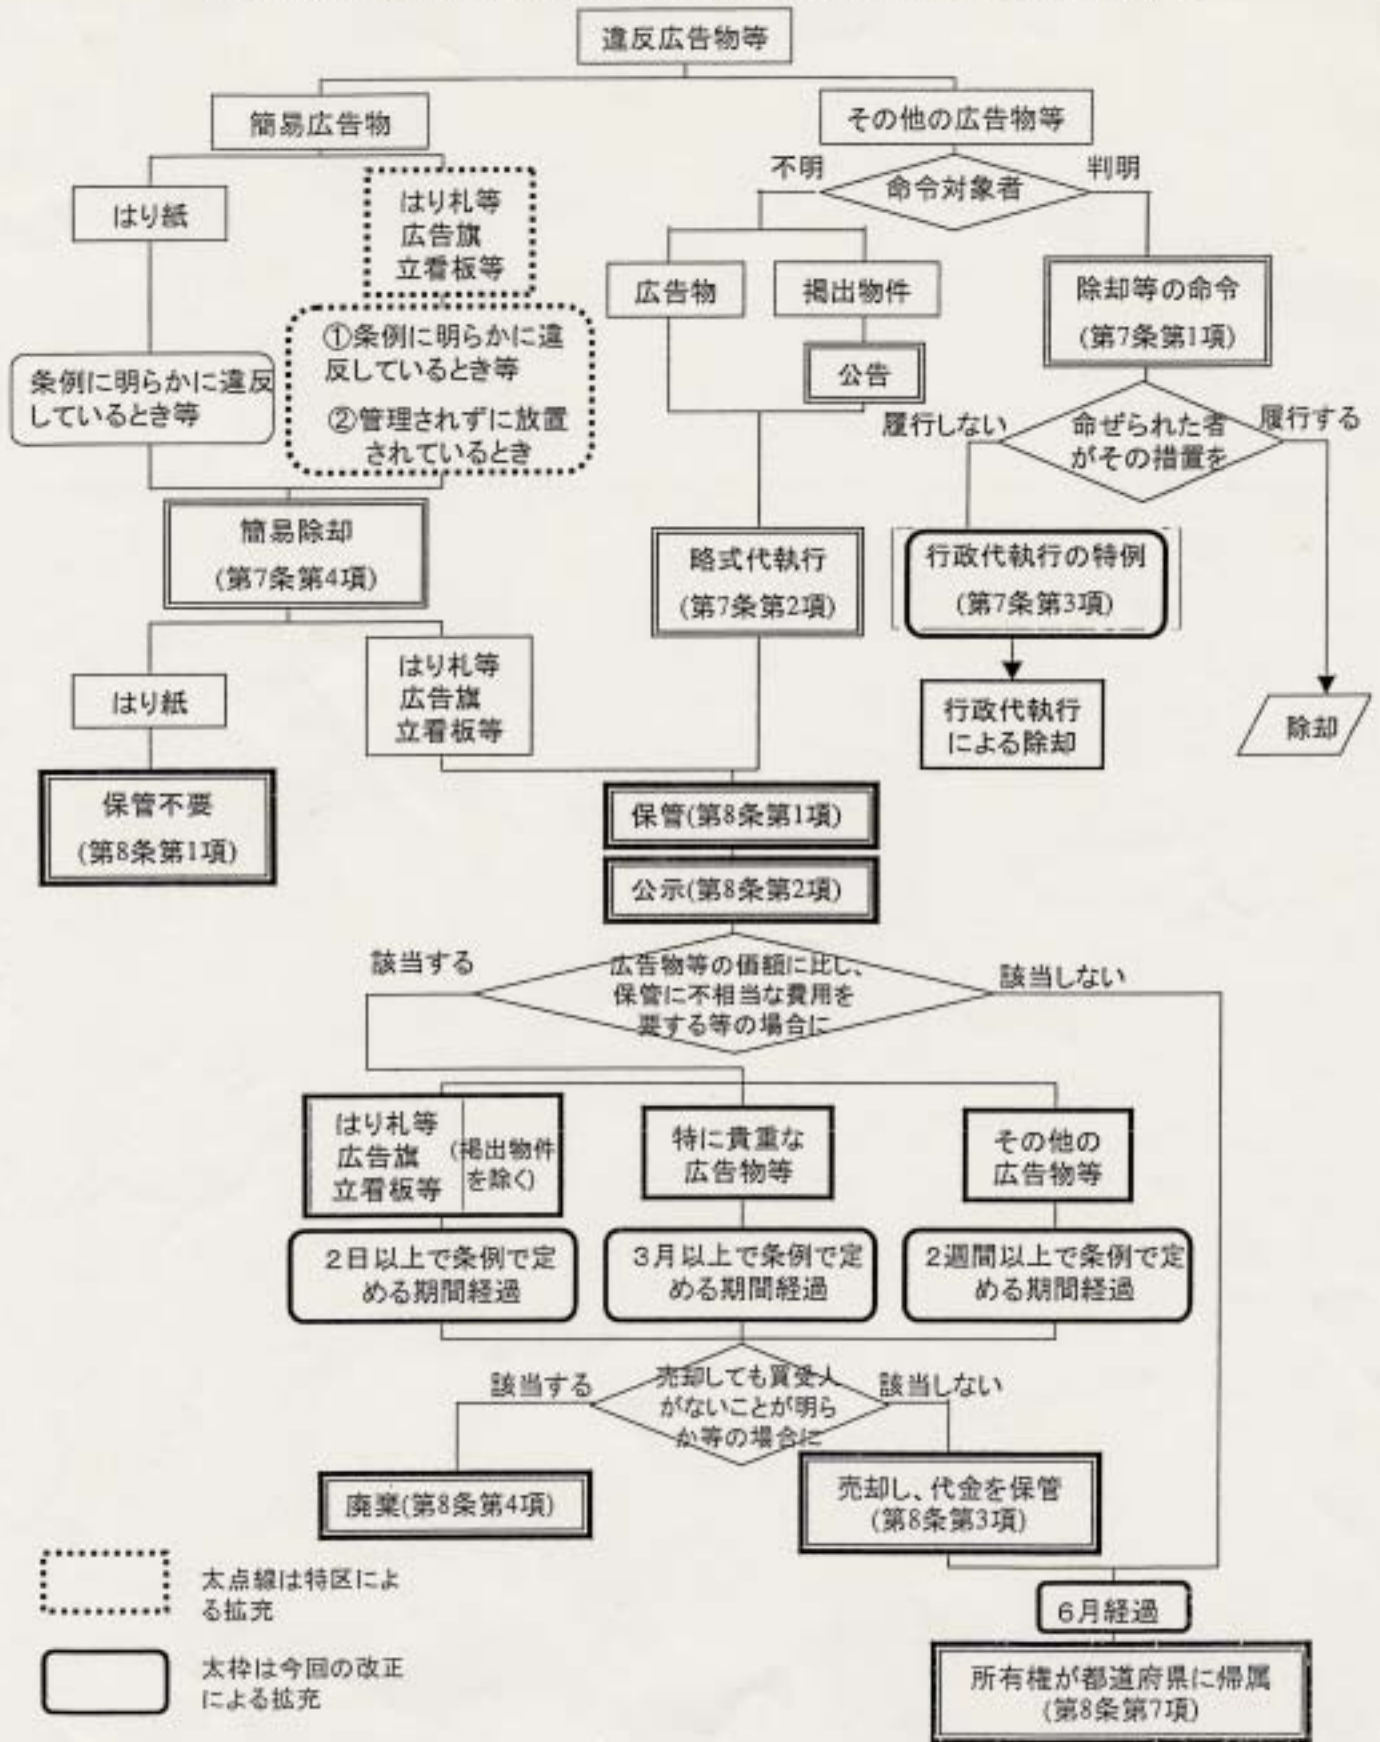 違反広告物等
簡易広告物
その他の広告物等
不明
命令対象者
判明
はり紙
はり札等
広告旗
立看板等
広告物
掲出物件
除却等の命令
(第7条第1項)
公告
条例に明らかに違反
しているとき等
①条例に明らかに違
反しているとき等
②管理されずに放置
されているとき
履行しない
命ぜられた者
がその措置を
履行する
簡易除却
(第7条第4項)
略式代執行
(第7条第2項)
行政代執行の特例
(第7条第3項)
はり紙
はり札等
広告旗
立看板等
行政代執行
による除却
除却
保管不要
(第8条第1項)
保管(第8条第1項)
公示(第8条第2項)
該当する
広告物等の価額に比し、
保管に不相当な費用を
要する等の場合に
該当しない
はり札等
広告旗
立看板等
(掲出物件
を除く)
特に貴重な
広告物等
その他の
広告物等
2日以上で条例で定
める期間経過
3月以上で条例で定
める期間経過
2週間以上で条例で定
める期間経過
該当する
売却しても買受人
がないことが明ら
か等の場合に
該当しない
廃棄(第8条第4項)
売却し、代金を保管
(第8条第3項)
太点線は特区によ
る拡充
6月経過
太枠は今回の改正
による拡充
所有権が都道府県に帰属
(第8条第7項)